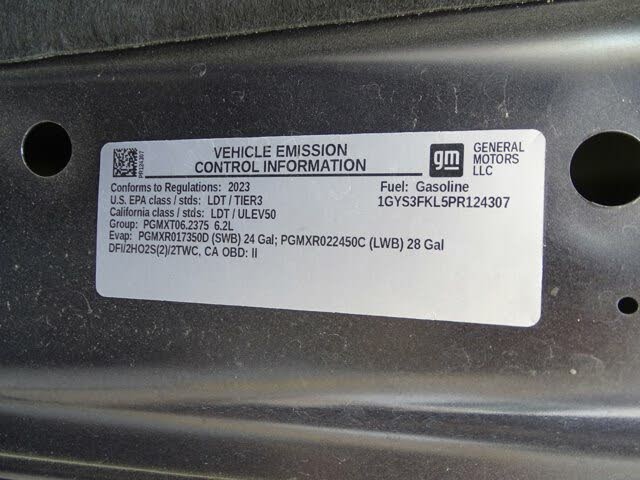 VEHICLE EMISSION
CONTROL INFORMATION
gm
GENERAL
MOTORS
LLC
PR124307
Conforms to Regulations: 2023
Fuel: Gasoline
U.S. EPA class / stds: LDT / TIER3
1GYS3FKL5PR124307
California class / stds: LDT / ULEV50
Group: PGMXT06.2375 6.2L
Evap: PGMXR017350D (SWB) 24 Gal; PGMXR022450C (LWB) 28 Gal
DFI/2HO2S(2)/2TWC, CA OBD: II